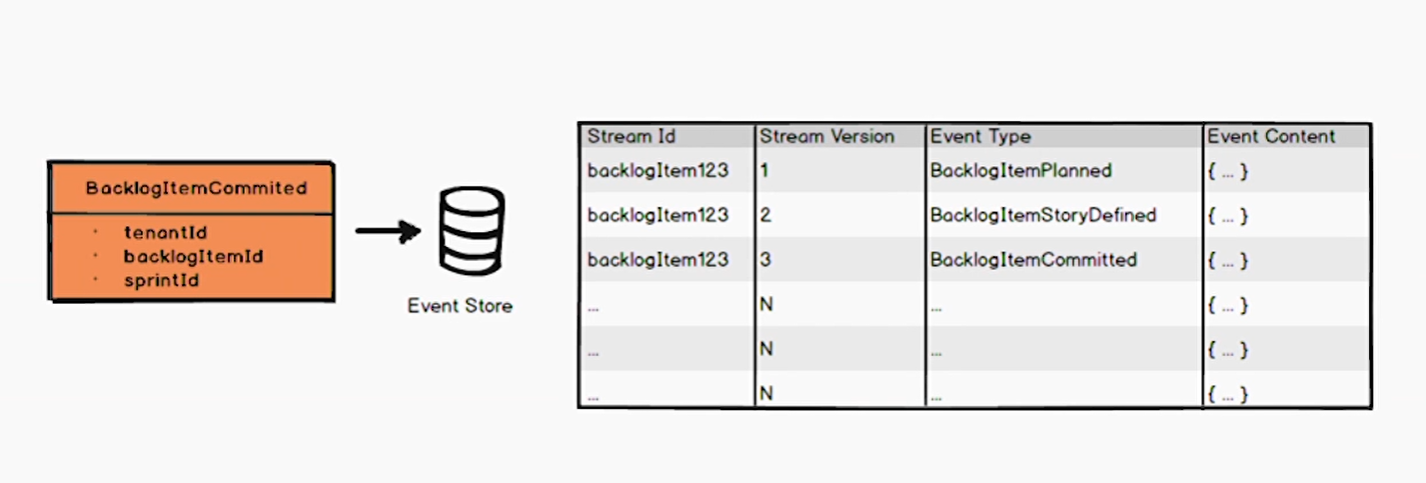 BacklogItemCommited
· tenantId
· backlogItemId
· sprintId
Event Store
Stream Id Stream Version Event Type Event Content
backlogItem123 1 BacklogItemPlanned { ... }
backlogItem123 2 BacklogItemStoryDefined { ... }
backlogItem123 3 BacklogItemCommitted { ... }
... N ... { ... }
... N ... { ... }
... N ... { ... }